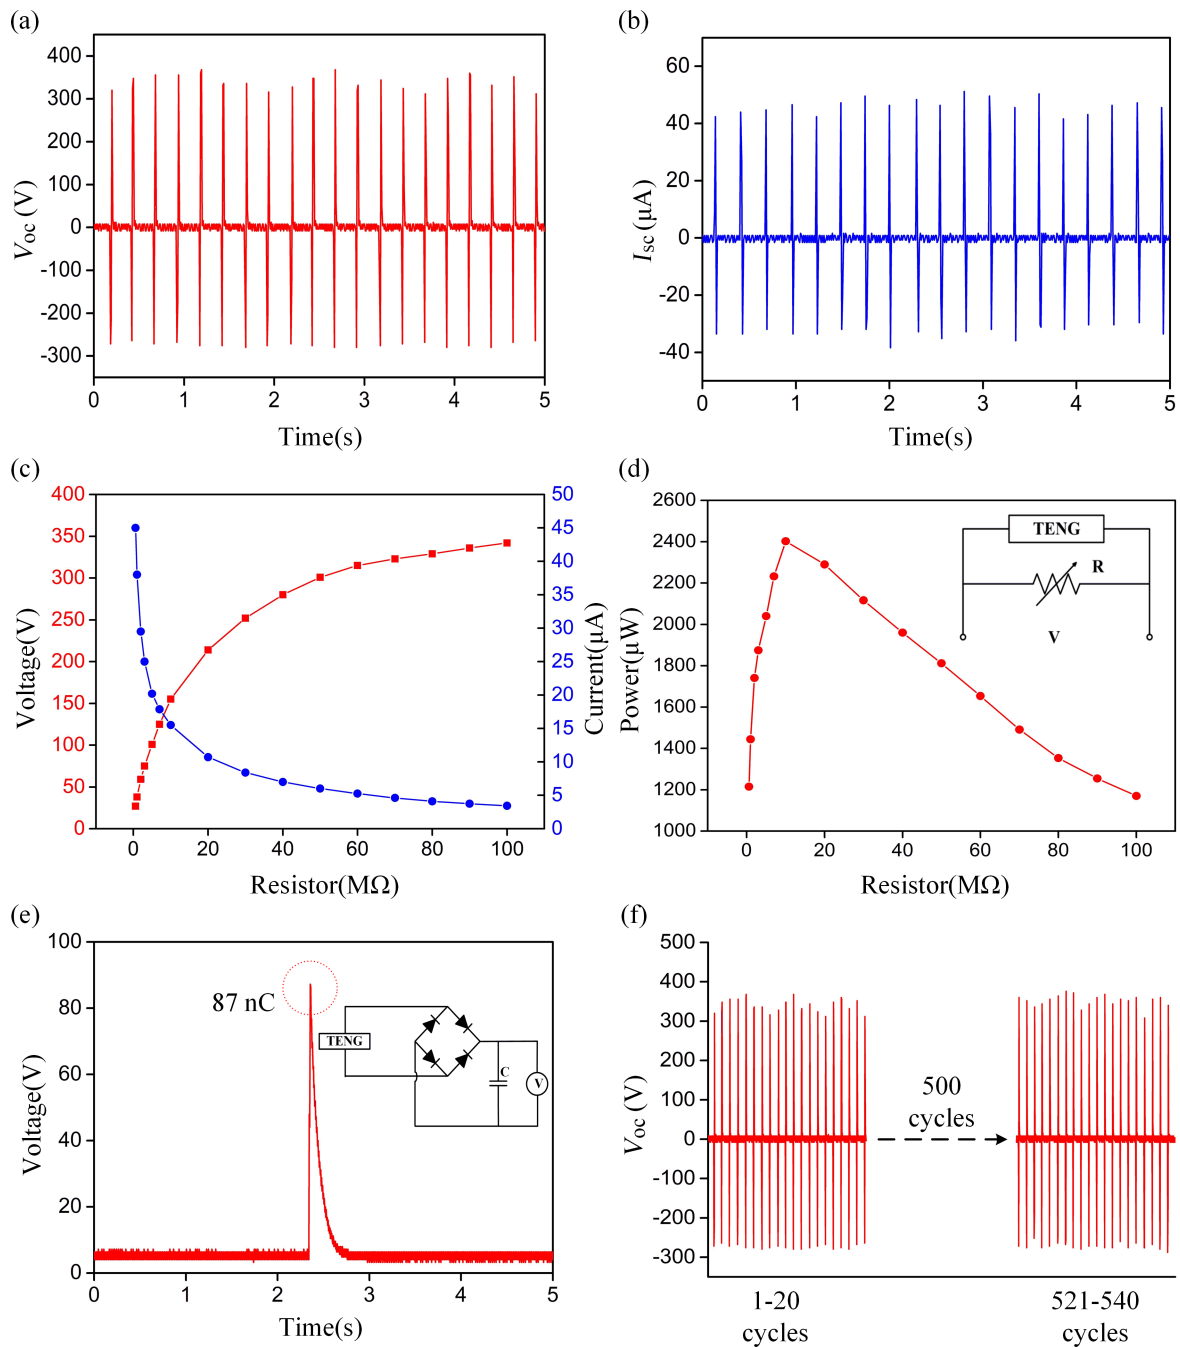 (a)
400
300
200
100
0
-100
-200
-300
Voc (V)
0 1 2 3 4 5
Time(s)
(b)
60
40
20
0
-20
-40
Isc (μA)
0 1 2 3 4 5
Time(s)
(c)
400
350
300
250
200
150
100
50
0
Voltage(V)
50
45
40
35
30
25
20
15
10
5
0
Current(μA)
0 20 40 60 80 100
Resistor(MΩ)
(d)
2600
2400
2200
2000
1800
1600
1400
1200
1000
Power(μW)
TENG
R
V
0 20 40 60 80 100
Resistor(MΩ)
(e)
100
80
60
40
20
0
Voltage(V)
87 nC
TENG
C
V
0 1 2 3 4 5
Time(s)
(f)
500
400
300
200
100
0
-100
-200
-300
Voc (V)
500
cycles
1-20
cycles
521-540
cycles